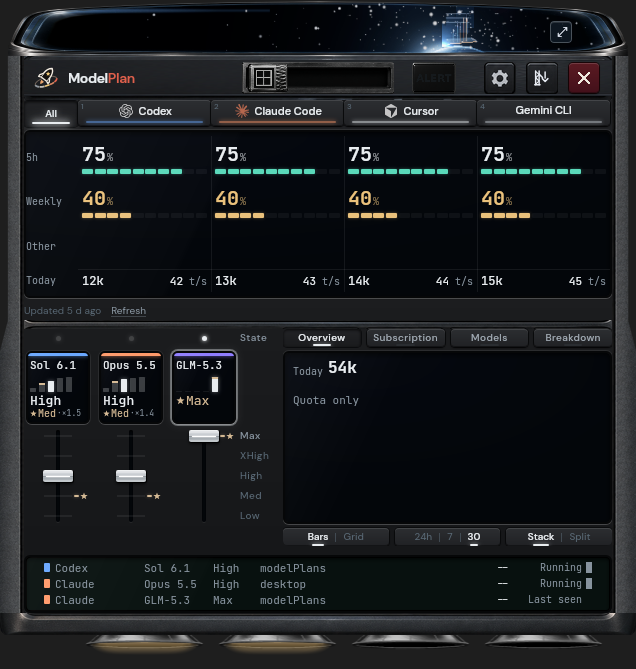 ModelPlan
ALERT
All
1 Codex
2 Claude Code
3 Cursor
4 Gemini CLI
5h 75% 75% 75% 75%
Weekly 40% 40% 40% 40%
Other
Today 12k 42 t/s 13k 43 t/s 14k 44 t/s 15k 45 t/s
Updated 5 d ago Refresh
State
Overview Subscription Models Breakdown
Sol 6.1
High
★Med·×1.5
Opus 5.5
High
★Med·×1.4
GLM-5.3
★Max
Today 54k
Quota only
★ Max
XHigh
High
★ Med
Low
Bars | Grid
24h | 7 | 30
Stack | Split
Codex Sol 6.1 High modelPlans -- Running
Claude Opus 5.5 High desktop -- Running
Claude GLM-5.3 Max modelPlans -- Last seen